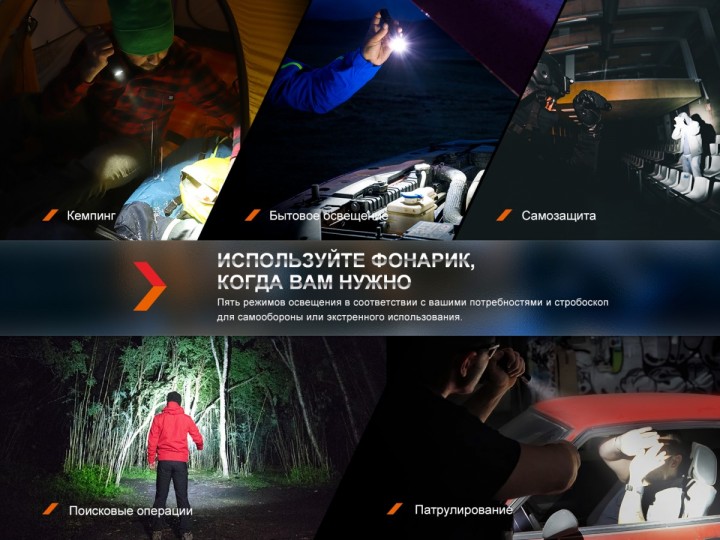 Кемпинг
Бытовое освещение
Самозащита
ИСПОЛЬЗУЙТЕ ФОНАРИК,
КОГДА ВАМ НУЖНО
Пять режимов освещения в соответствии с вашими потребностями и стробоскоп
для самообороны или экстренного использования.
Поисковые операции
Патрулирование